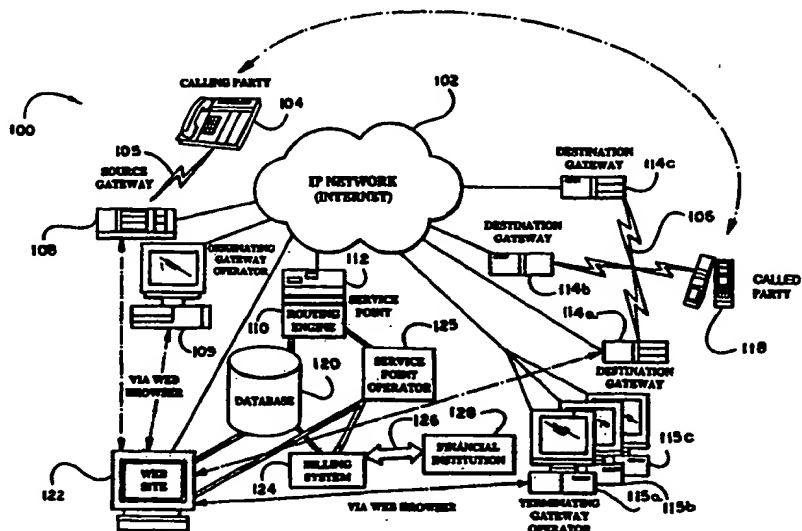 CALLING PARTY
104
102
100
105
SOURCE
GATEWAY
DESTINATION
GATEWAY
114c
IP NETWORK
(INTERNET)
106
108
ORIGINATING
GATEWAY
OPERATOR
112
DESTINATION
GATEWAY
SERVICE
POINT
114b
CALLED
PARTY
110
ROUTING
ENGINE
125
114a
118
109
120
SERVICE
POINT
OPERATOR
DESTINATION
GATEWAY
VIA WEB
BROWSER
DATABASE
126
128
122
WEB
SITE
BILLING
SYSTEM
FINANCIAL
INSTITUTION
115c
124
115a
115b
VIA WEB BROWSER
TERMINATING
GATEWAY
OPERATOR